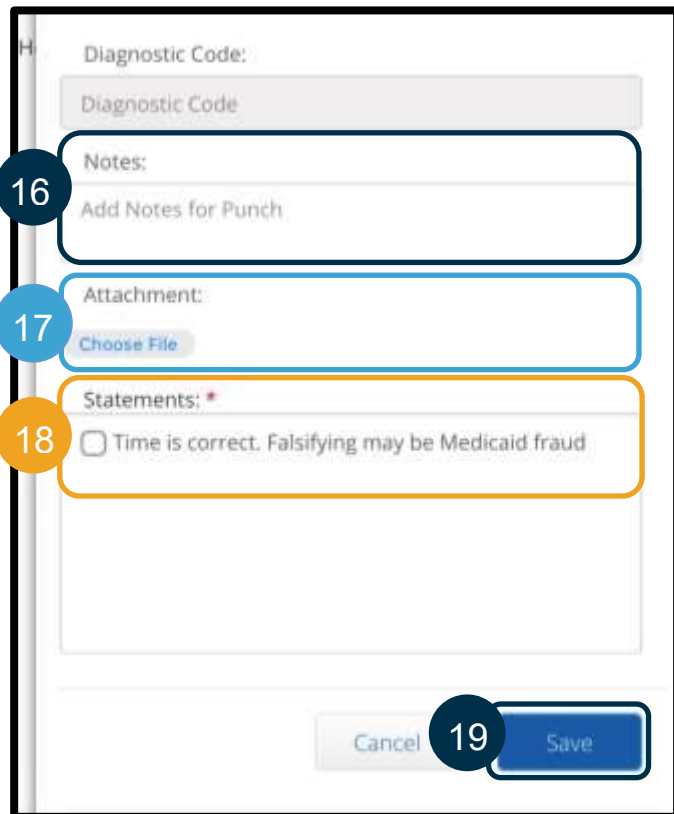 H
Diagnostic Code:
Diagnostic Code
16
Notes:
Add Notes for Punch
17
Attachment:
Choose File
18
Statements: *
Time is correct. Falsifying may be Medicaid fraud
Cancel
19
Save